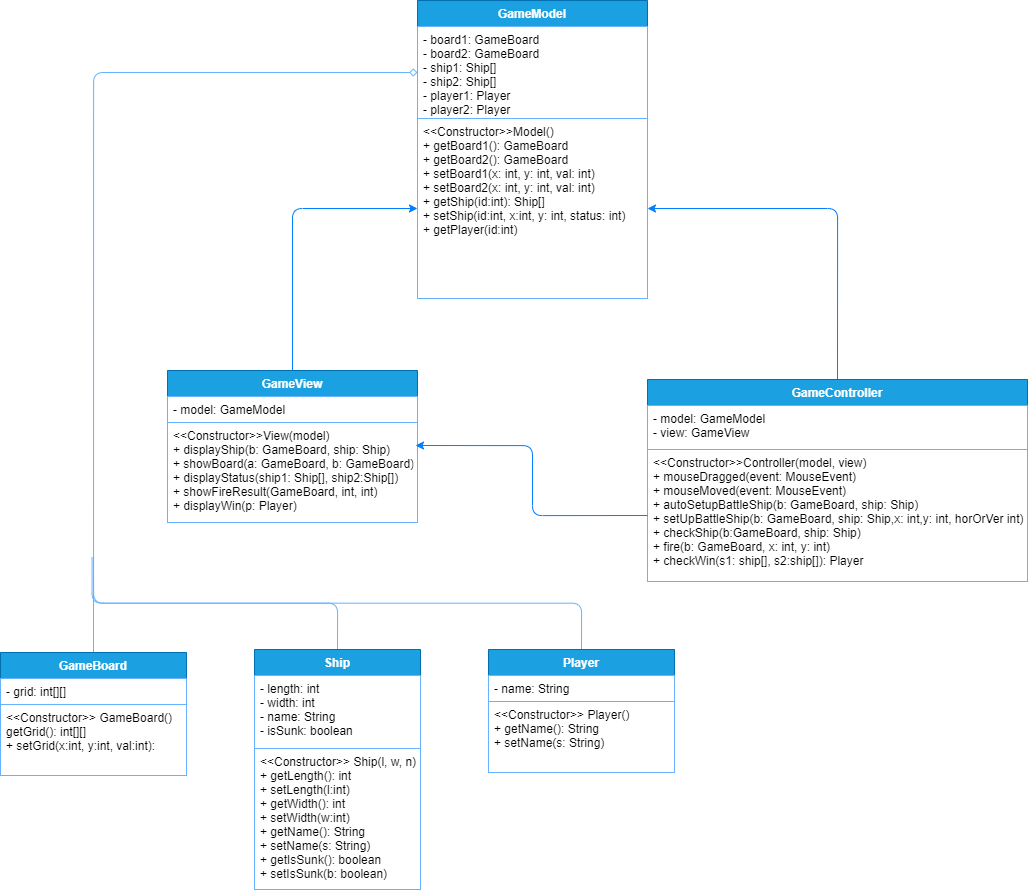 GameModel
- board1: GameBoard
- board2: GameBoard
- ship1: Ship[]
- ship2: Ship[]
- player1: Player
- player2: Player
<<Constructor>>Model()
+ getBoard1(): GameBoard
+ getBoard2(): GameBoard
+ setBoard1(x: int, y: int, val: int)
+ setBoard2(x: int, y: int, val: int)
+ getShip(id:int): Ship[]
+ setShip(id:int, x:int, y: int, status: int)
+ getPlayer(id:int)
GameView
- model: GameModel
<<Constructor>>View(model)
+ displayShip(b: GameBoard, ship: Ship)
+ showBoard(a: GameBoard, b: GameBoard)
+ displayStatus(ship1: Ship[], ship2:Ship[])
+ showFireResult(GameBoard, int, int)
+ displayWin(p: Player)
GameController
- model: GameModel
- view: GameView
<<Constructor>>Controller(model, view)
+ mouseDragged(event: MouseEvent)
+ mouseMoved(event: MouseEvent)
+ autoSetupBattleShip(b: GameBoard, ship: Ship)
+ setUpBattleShip(b: GameBoard, ship: Ship,x: int,y: int, horOrVer int)
+ checkShip(b:GameBoard, ship: Ship)
+ fire(b: GameBoard, x: int, y: int)
+ checkWin(s1: ship[], s2:ship[]): Player
GameBoard
- grid: int[][]
<<Constructor>> GameBoard()
getGrid(): int[][]
+ setGrid(x:int, y:int, val:int):
Ship
- length: int
- width: int
- name: String
- isSunk: boolean
<<Constructor>> Ship(l, w, n)
+ getLength(): int
+ setLength(l:int)
+ getWidth(): int
+ setWidth(w:int)
+ getName(): String
+ setName(s: String)
+ getIsSunk(): boolean
+ setIsSunk(b: boolean)
Player
- name: String
<<Constructor>> Player()
+ getName(): String
+ setName(s: String)